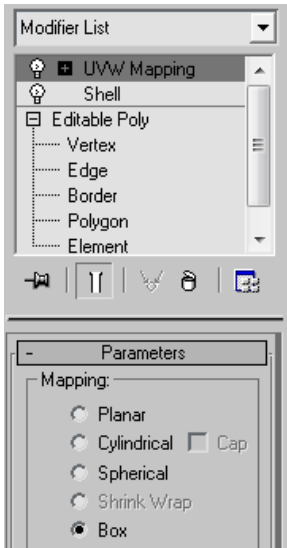 Modifier List
UVW Mapping
Shell
Editable Poly
Vertex
Edge
Border
Polygon
Element
- Parameters
Mapping:
Planar
Cylindrical Cap
Spherical
Shrink Wrap
Box